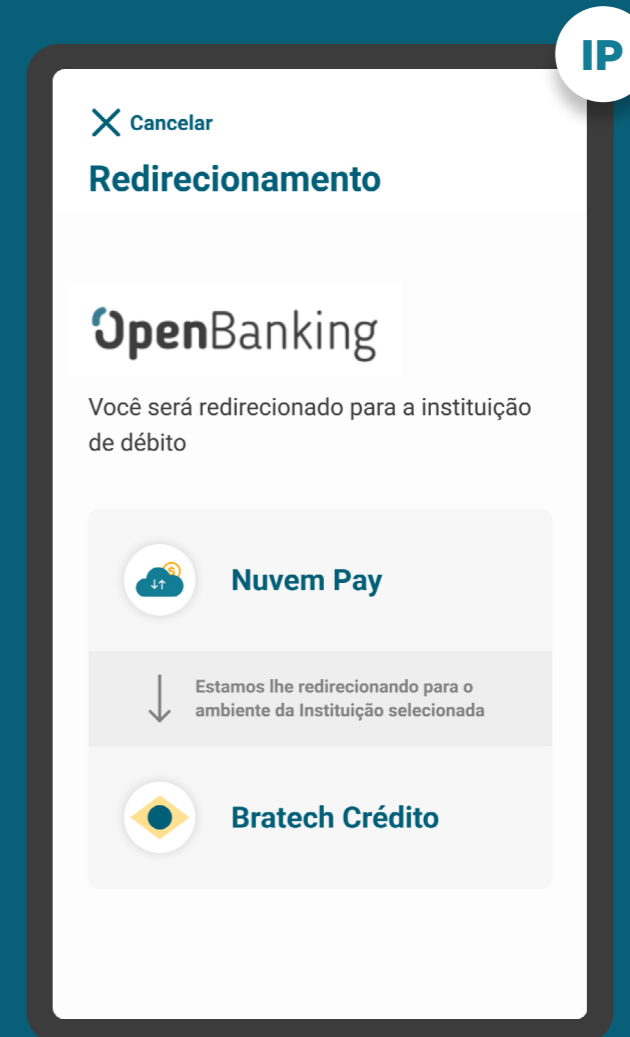 IP
Cancelar
Redirecionamento
OpenBanking
Você será redirecionado para a instituição
de débito
$
Nuvem Pay
Estamos lhe redirecionando para o
ambiente da Instituição selecionada
Bratech Crédito